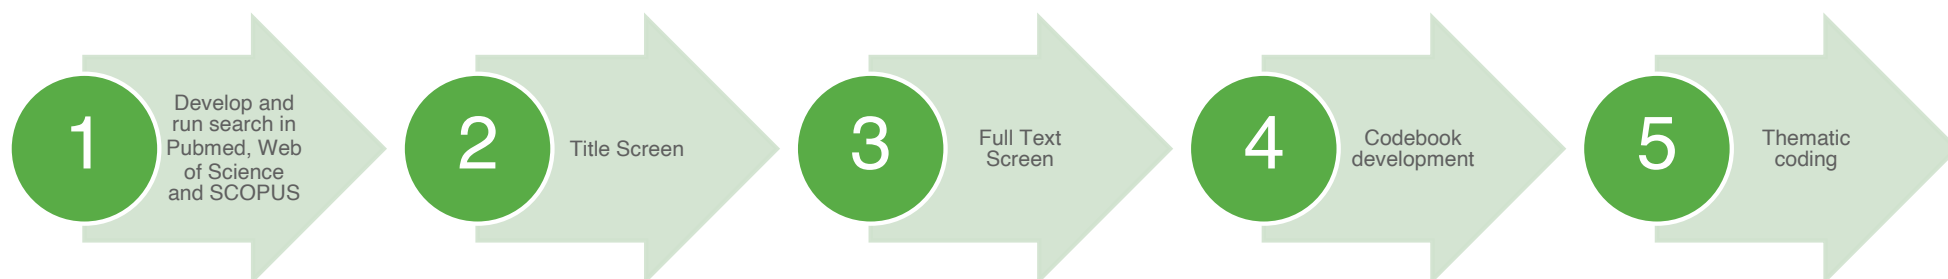 1
Develop and
run search in
Pubmed, Web
of Science
and SCOPUS
2
Title Screen
3
Full Text
Screen
4
Codebook
development
5
Thematic
coding